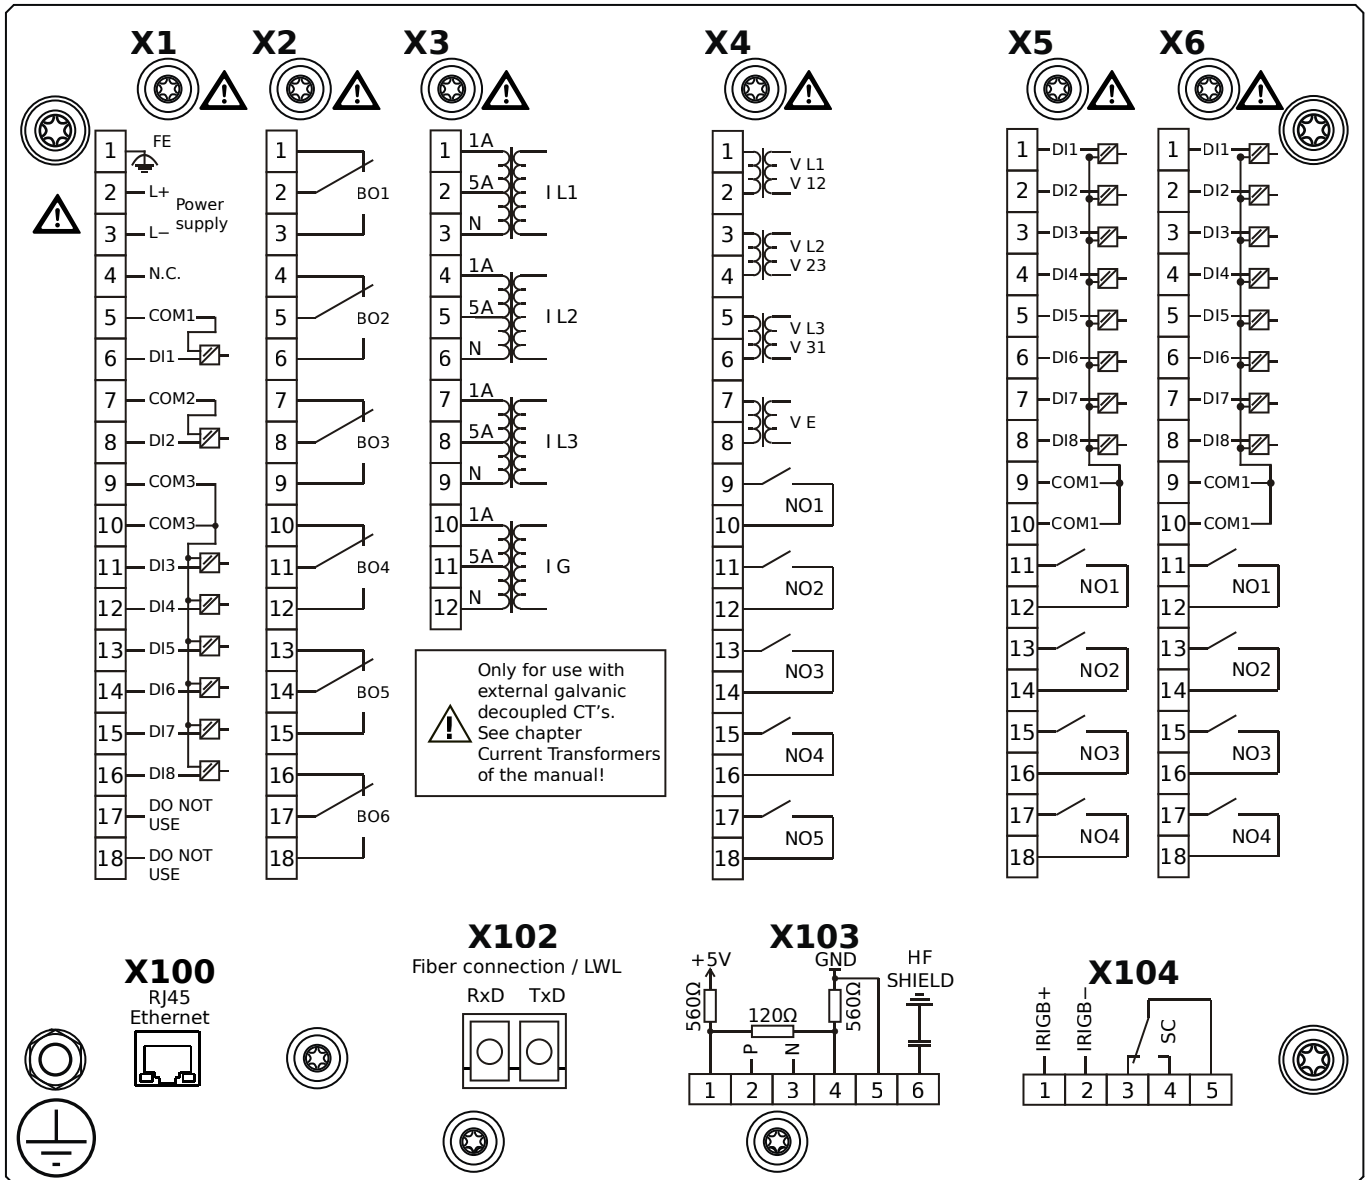 X1
X2
X3
X4
X5
X6
1
FE
2
L+
Power
supply
3
L−
4
N.C.
5
COM1
6
DI1
7
COM2
8
DI2
9
COM3
10
COM3
11
DI3
12
DI4
13
DI5
14
DI6
15
DI7
16
DI8
17
DO NOT
USE
18
DO NOT
USE
1
2
BO1
3
4
5
BO2
6
7
8
BO3
9
10
11
BO4
12
13
14
BO5
15
16
17
BO6
18
1
1A
2
5A
I L1
3
N
4
1A
5
5A
I L2
6
N
7
1A
8
5A
I L3
9
N
10
1A
11
5A
I G
12
N
Only for use with
external galvanic
decoupled CT's.
See chapter
Current Transformers
of the manual!
1
V L1
V 12
2
3
V L2
V 23
4
5
V L3
V 31
6
7
V E
8
9
NO1
10
11
NO2
12
13
NO3
14
15
NO4
16
17
NO5
18
1
DI1
2
DI2
3
DI3
4
DI4
5
DI5
6
DI6
7
DI7
8
DI8
9
COM1
10
COM1
11
NO1
12
13
NO2
14
15
NO3
16
17
NO4
18
1
DI1
2
DI2
3
DI3
4
DI4
5
DI5
6
DI6
7
DI7
8
DI8
9
COM1
10
COM1
11
NO1
12
13
NO2
14
15
NO3
16
17
NO4
18
X100
RJ45
Ethernet
X102
Fiber connection / LWL
RxD TxD
X103
+5V
GND
HF
SHIELD
560Ω
120Ω
560Ω
P
N
1 2 3 4 5 6
X104
IRIGB+
IRIGB−
SC
1 2 3 4 5